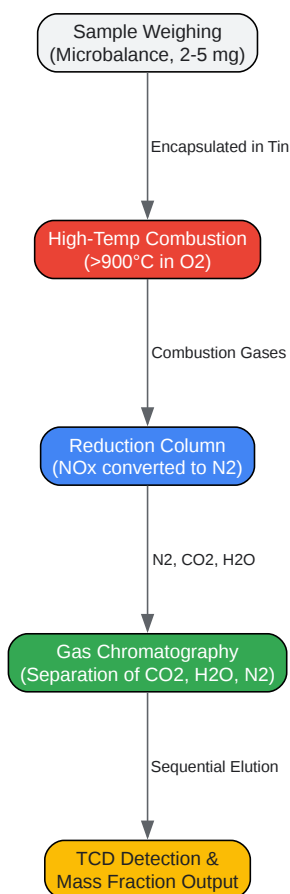 Sample Weighing
(Microbalance, 2-5 mg)
Encapsulated in Tin
High-Temp Combustion
(>900°C in O2)
Combustion Gases
Reduction Column
(NOx converted to N2)
N2, CO2, H2O
Gas Chromatography
(Separation of CO2, H2O, N2)
Sequential Elution
TCD Detection &
Mass Fraction Output